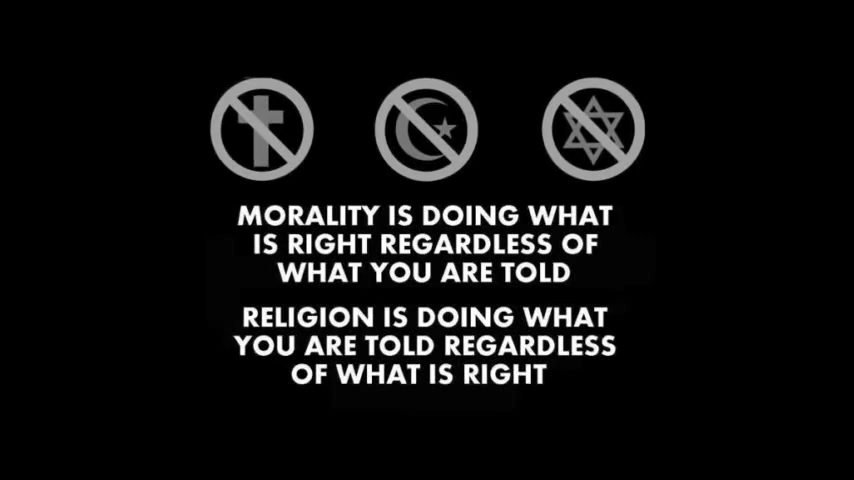 MORALITY IS DOING WHAT
IS RIGHT REGARDLESS OF
WHAT YOU ARE TOLD
RELIGION IS DOING WHAT
YOU ARE TOLD REGARDLESS
OF WHAT IS RIGHT